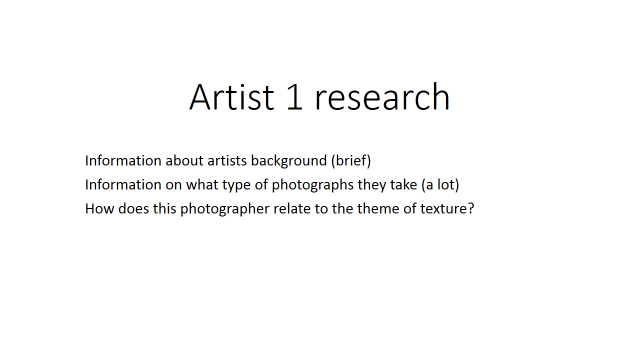 Artist 1 research
Information about artists background (brief)
Information on what type of photographs they take (a lot)
How does this photographer relate to the theme of texture?